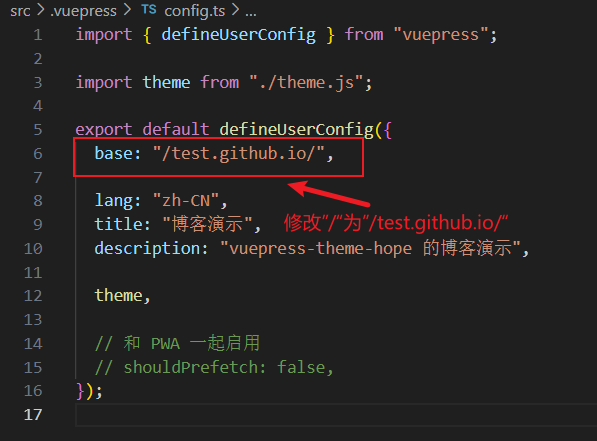 src > .vuepress > TS config.ts > ...
1 import { defineUserConfig } from "vuepress";
2
3 import theme from "./theme.js";
4
5 export default defineUserConfig({
6 base: "/test.github.io/",
7
8 lang: "zh-CN",
9 title: "博客演示", 修改”/“为”/test.github.io/“
10 description: "vuepress-theme-hope 的博客演示",
11
12 theme,
13
14 // 和 PWA 一起启用
15 // shouldPrefetch: false,
16 });
17